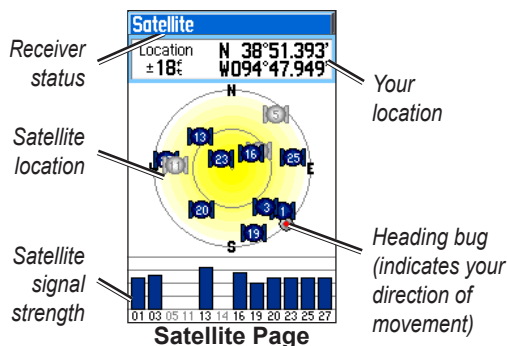 Satellite
Receiver
status
Location
N 38°51.393'
±18ft
W094°47.949'
Your
location
N
5
Satellite
location
13
16
23
25
E
20
3
1
19
S
Heading bug
(indicates your
direction of
movement)
Satellite
signal
strength
01 03 05 11 13 14 16 19 20 23 25 27
Satellite Page